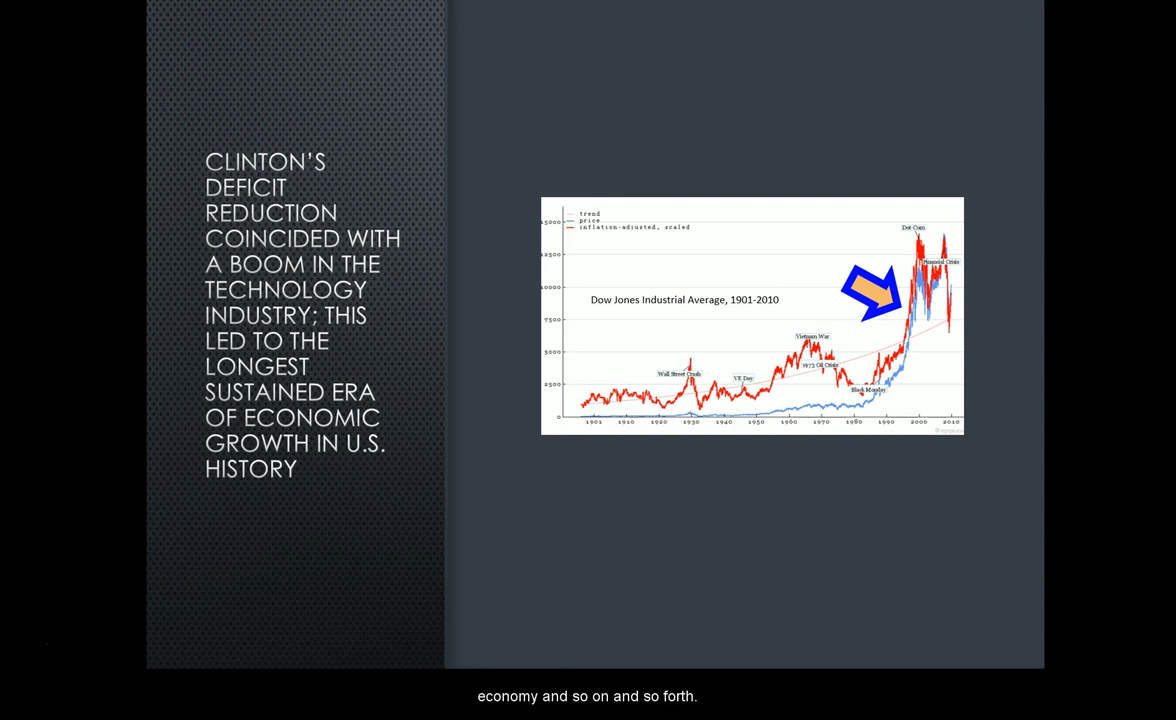 CLINTON'S
DEFICIT
REDUCTION
COINCIDED WITH
A BOOM IN THE
TECHNOLOGY
INDUSTRY; THIS
LED TO THE
LONGEST
SUSTAINED ERA
OF ECONOMIC
GROWTH IN U.S.
HISTORY
trend
price
inflation-adjusted, scaled
15000
12500
10000
7500
5000
2500
0
Dow Jones Industrial Average, 1901-2010
Dot-Com
Financial Crisis
Vietnam War
1973 Oil Crisis
Wall Street Crash
VE Day
Black Monday
1901 1910 1920 1930 1940 1950 1960 1970 1980 1990 2000 2010
economy and so on and so forth.